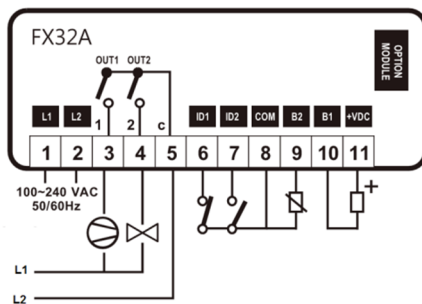 FX32A
OUT1 OUT2
OPTION
MODULE
1 2 c
L1 L2 ID1 ID2 COM B2 B1 +VDC
1 2 3 4 5 6 7 8 9 10 11
100~240 VAC
50/60Hz
+
L1
L2